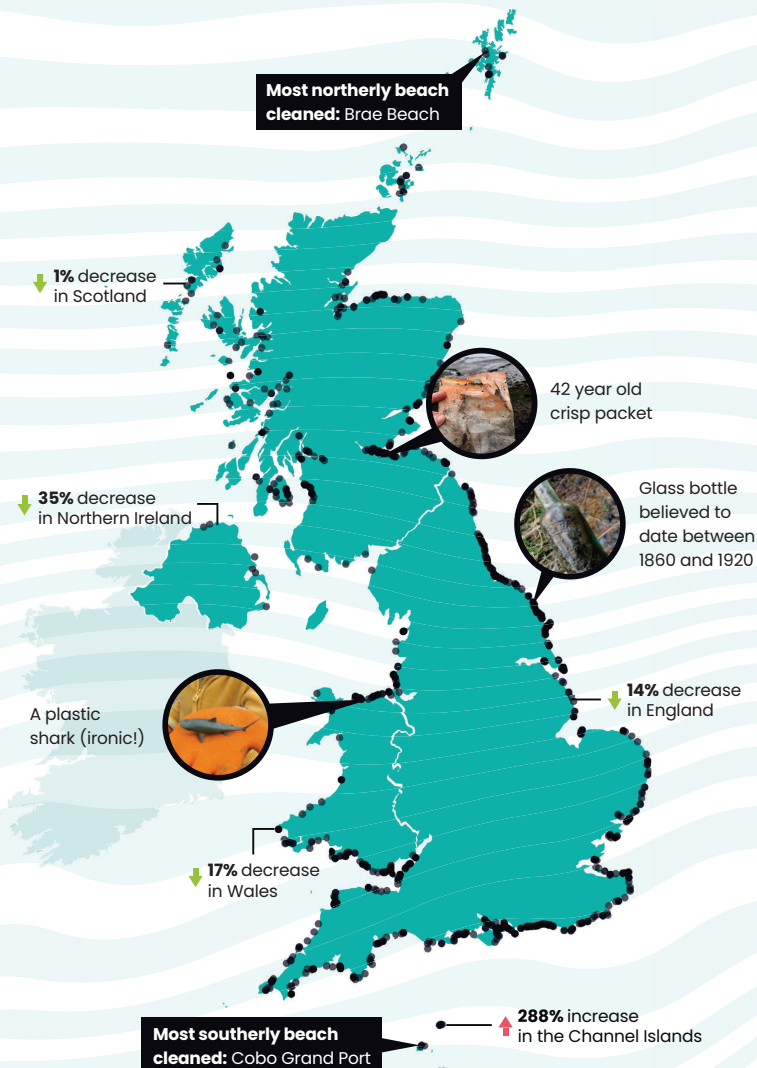 Most northerly beach
cleaned: Brae Beach
1% decrease
in Scotland
42 year old
crisp packet
35% decrease
in Northern Ireland
Glass bottle
believed to
date between
1860 and 1920
A plastic
shark (ironic!)
14% decrease
in England
17% decrease
in Wales
288% increase
in the Channel Islands
Most southerly beach
cleaned: Cobo Grand Port